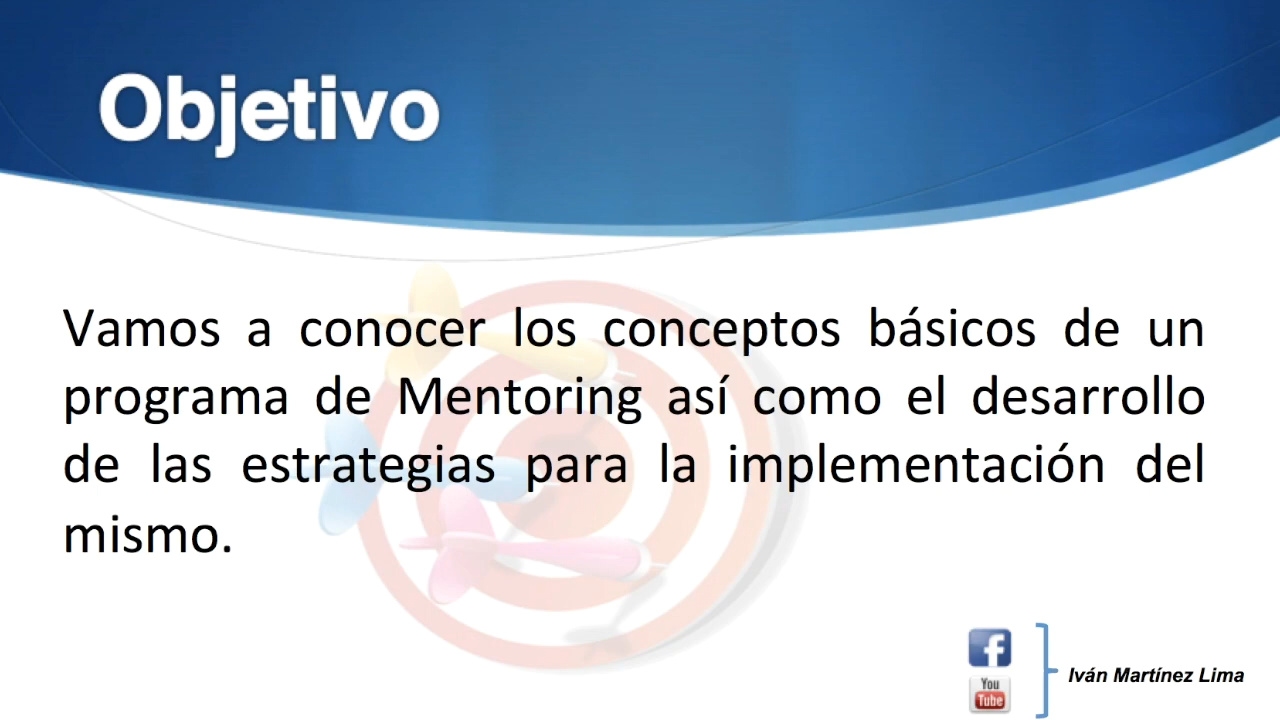 Objetivo
Vamos a conocer los conceptos básicos de un
programa de Mentoring así como el desarrollo
de las estrategias para la implementación del
mismo.
f
You
Tube
Iván Martínez Lima